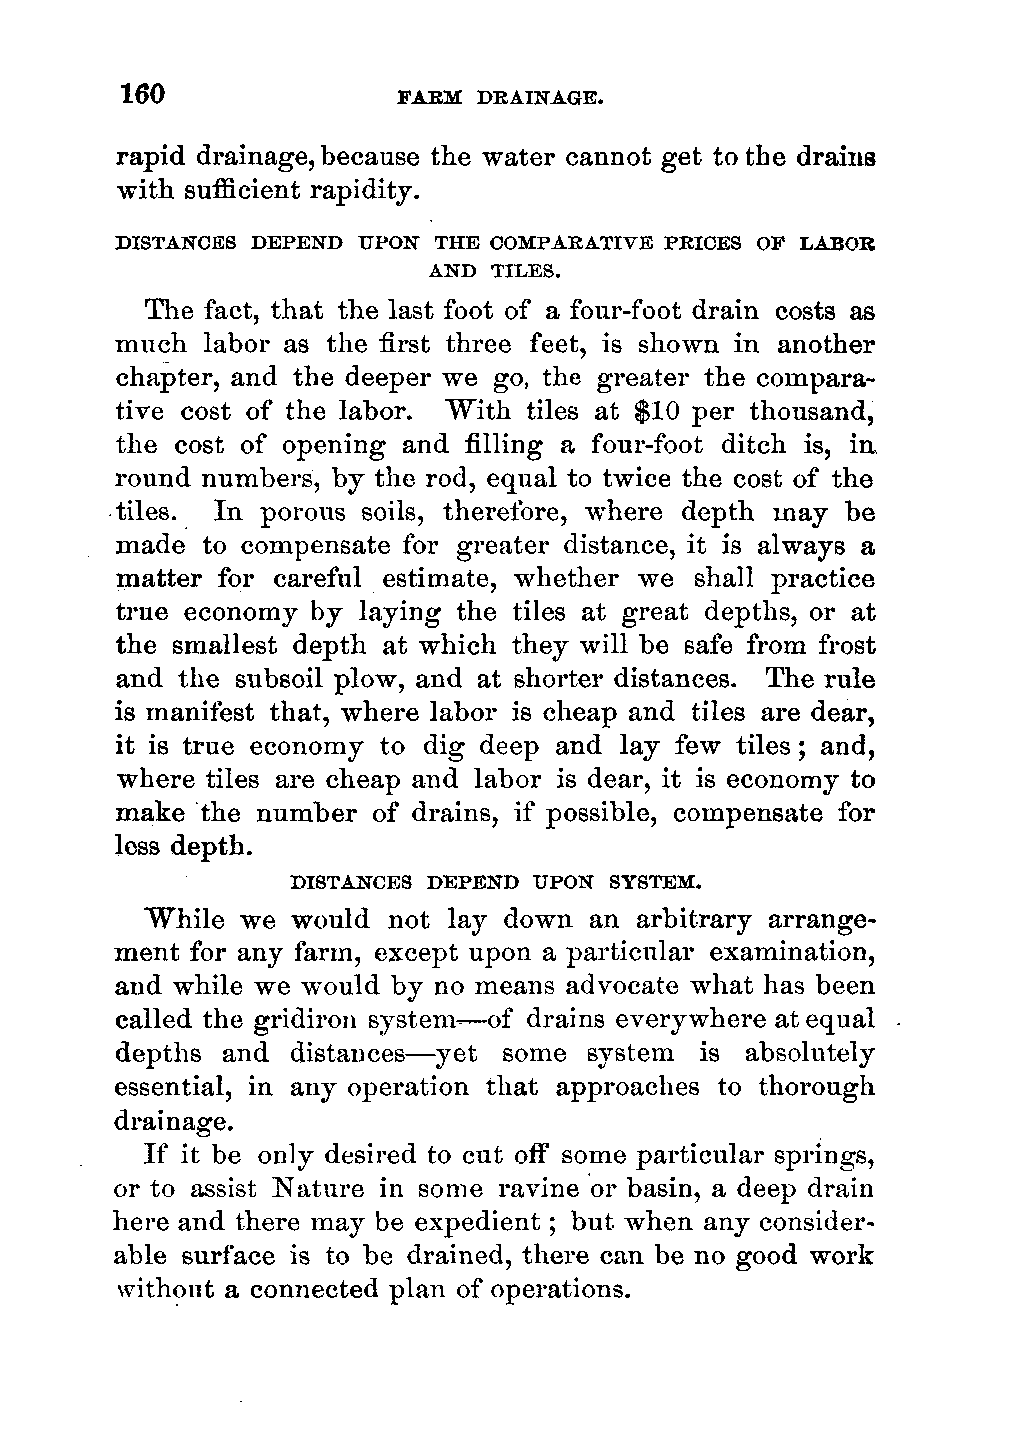 160 FARM DRAINAGE.
rapid drainage, because the water cannot get to the drains
with sufficient rapidity.
DISTANCES DEPEND UPON THE COMPARATIVE PRICES OF LABOR
AND TILES.
The fact, that the last foot of a four-foot drain costs as
much labor as the first three feet, is shown in another
chapter, and the deeper we go, the greater the compara-
tive cost of the labor. With tiles at $10 per thousand,
the cost of opening and filling a four-foot ditch is, in
round numbers, by the rod, equal to twice the cost of the
tiles. In porous soils, therefore, where depth may be
made to compensate for greater distance, it is always a
matter for careful estimate, whether we shall practice
true economy by laying the tiles at great depths, or at
the smallest depth at which they will be safe from frost
and the subsoil plow, and at shorter distances. The rule
is manifest that, where labor is cheap and tiles are dear,
it is true economy to dig deep and lay few tiles; and,
where tiles are cheap and labor is dear, it is economy to
make the number of drains, if possible, compensate for
less depth.
DISTANCES DEPEND UPON SYSTEM.
While we would not lay down an arbitrary arrange-
ment for any farm, except upon a particular examination,
and while we would by no means advocate what has been
called the gridiron system—of drains everywhere at equal
depths and distances—yet some system is absolutely
essential, in any operation that approaches to thorough
drainage.
If it be only desired to cut off some particular springs,
or to assist Nature in some ravine or basin, a deep drain
here and there may be expedient; but when any consider-
able surface is to be drained, there can be no good work
without a connected plan of operations.